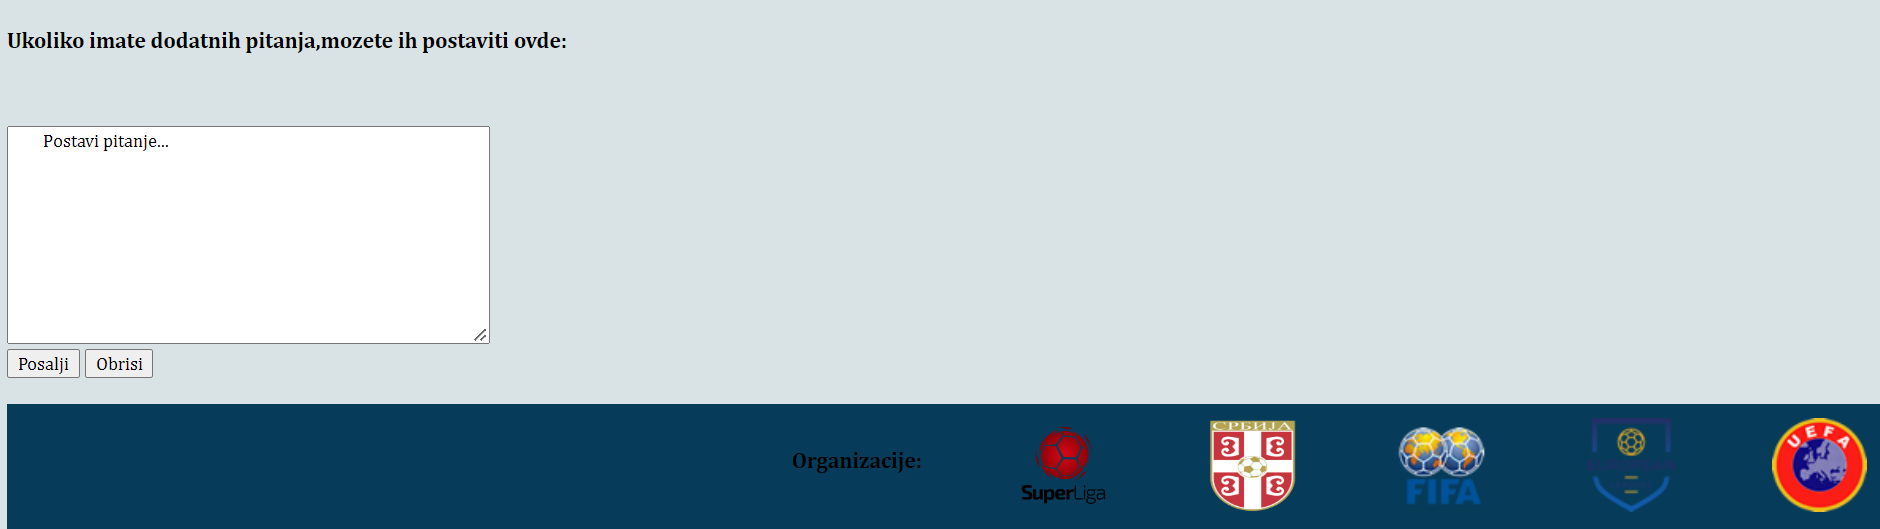 Ukoliko imate dodatnih pitanja,mozete ih postaviti ovde:
Postavi pitanje...
Posalji Obrisi
Organizacije:
SuperLiga
СРБИЈА
FIFA
UEFA